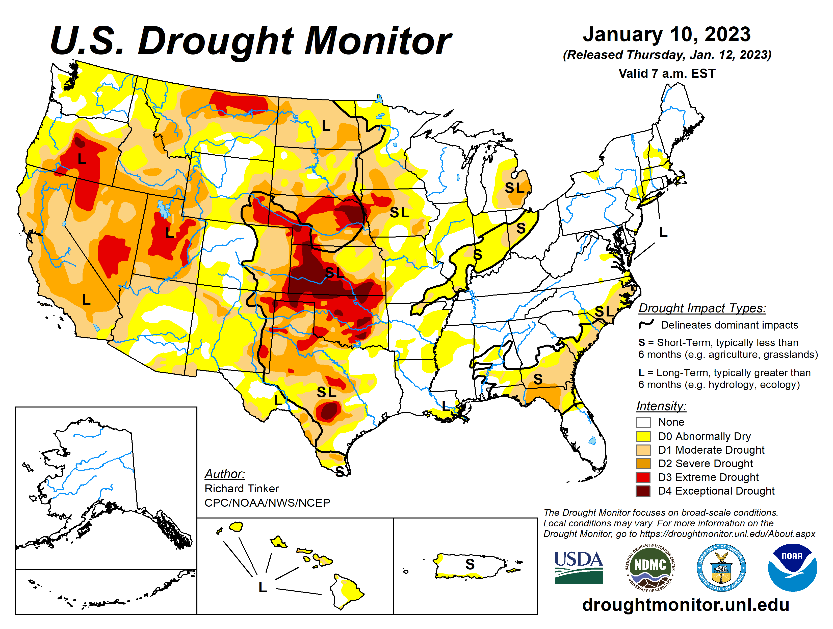 U.S. Drought Monitor
January 10, 2023
(Released Thursday, Jan. 12, 2023)
Valid 7 a.m. EST
L
L
L
L
SL
SL
SL
S
S
SL
S
SL
L
L
L
S
Drought Impact Types:
Delineates dominant impacts
S = Short-Term, typically less than
6 months (e.g. agriculture, grasslands)
L = Long-Term, typically greater than
6 months (e.g. hydrology, ecology)
Intensity:
None
D0 Abnormally Dry
D1 Moderate Drought
D2 Severe Drought
D3 Extreme Drought
D4 Exceptional Drought
Author:
Richard Tinker
CPC/NOAA/NWS/NCEP
L
S
The Drought Monitor focuses on broad-scale conditions.
Local conditions may vary. For more information on the
Drought Monitor, go to https://droughtmonitor.unl.edu/About.aspx
USDA
NDMC
NOAA
droughtmonitor.unl.edu